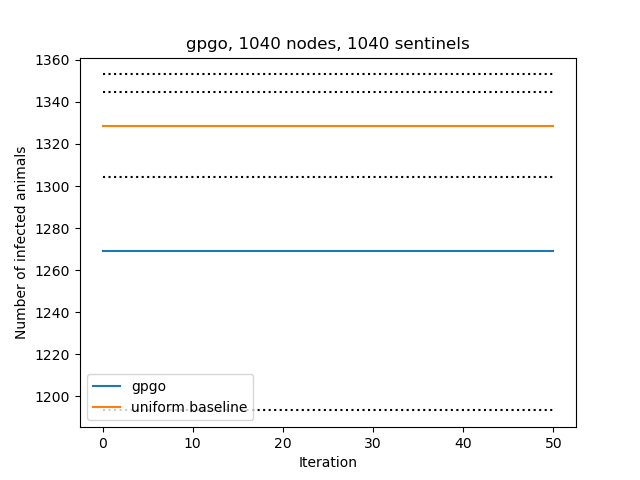 gpgo, 1040 nodes, 1040 sentinels
1360
1340
1320
1300
1280
1260
1240
1220
1200
Number of infected animals
gpgo
uniform baseline
0 10 20 30 40 50
Iteration